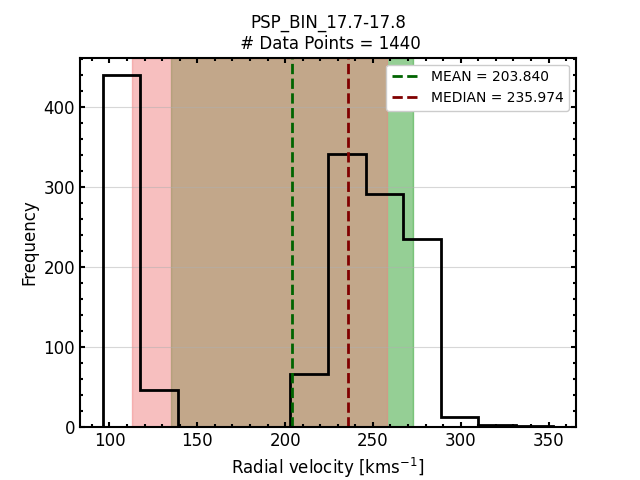 PSP_BIN_17.7-17.8
# Data Points = 1440
MEAN = 203.840
MEDIAN = 235.974
Frequency
400
300
200
100
0
100 150 200 250 300 350
Radial velocity [kms⁻¹]